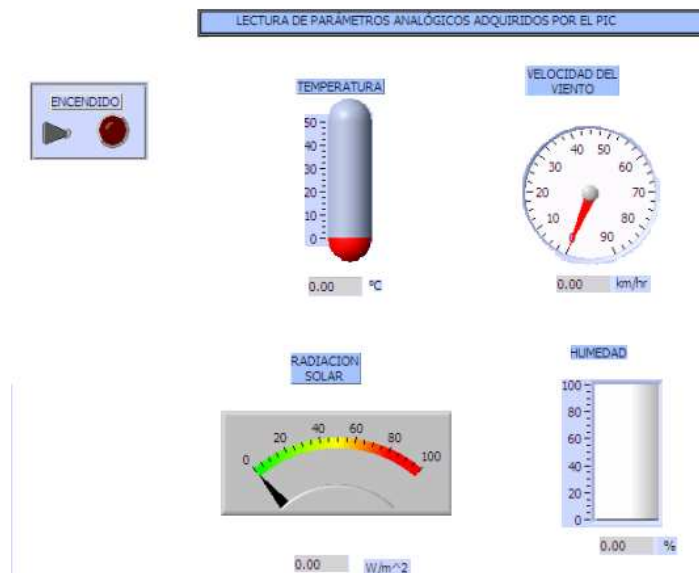 LECTURA DE PARÁMETROS ANALÓGICOS ADQUIRIDOS POR EL PIC
ENCENDIDO
TEMPERATURA
50
40
30
20
10
0
0.00 ºC
VELOCIDAD DEL
VIENTO
0
10
20
30
40
50
60
70
80
90
0.00 km/hr
RADIACION
SOLAR
0
20
40
60
80
100
0.00 W/m^2
HUMEDAD
100
80
60
40
20
0
0.00 %